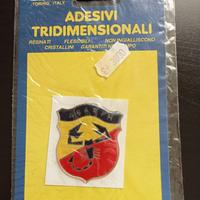 TORINO, ITALY
ADESIVI
TRIDIMENSIONALI
RESINATI FLESSIBILI NON INGIALLISCONO
CRISTALLINI GARANTITI NEL TEMPO
ABARTH